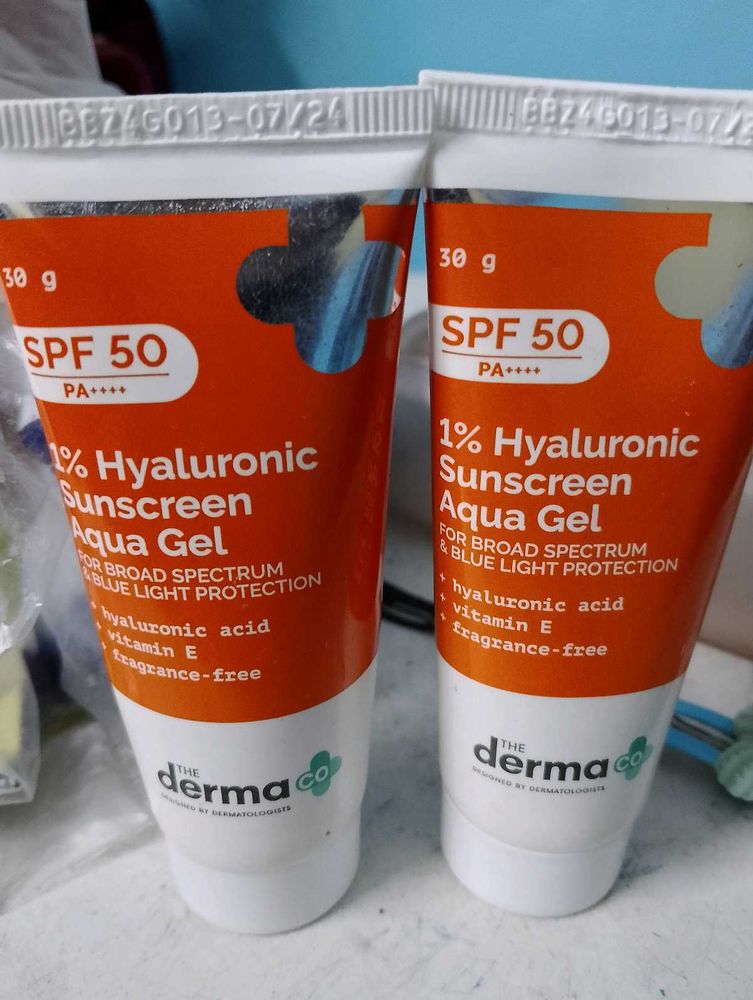 BBZ4G013-07/24
30 g
SPF 50
PA++++
1% Hyaluronic
Sunscreen
Aqua Gel
FOR BROAD SPECTRUM
& BLUE LIGHT PROTECTION
+ hyaluronic acid
+ vitamin E
+ fragrance-free
THE
derma co
DESIGNED BY DERMATOLOGISTS
BBZ4G013-07/2
30 g
SPF 50
PA++++
1% Hyaluronic
Sunscreen
Aqua Gel
FOR BROAD SPECTRUM
& BLUE LIGHT PROTECTION
+ hyaluronic acid
+ vitamin E
+ fragrance-free
THE
derma co
DESIGNED BY DERMATOLOGISTS